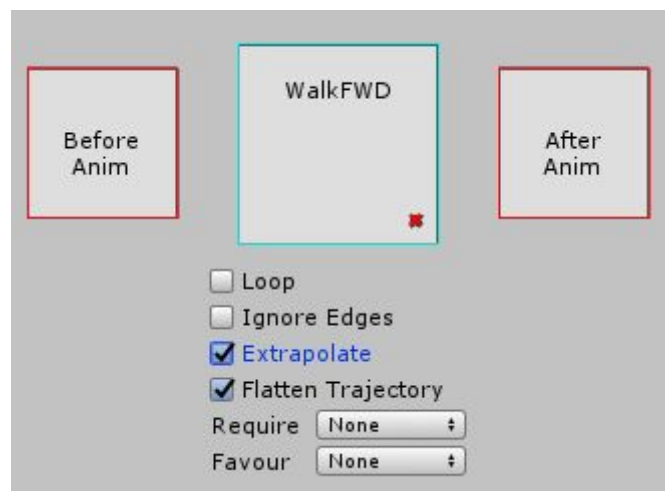 Before
Anim
WalkFWD
After
Anim
Loop
Ignore Edges
Extrapolate
Flatten Trajectory
Require None
Favour None